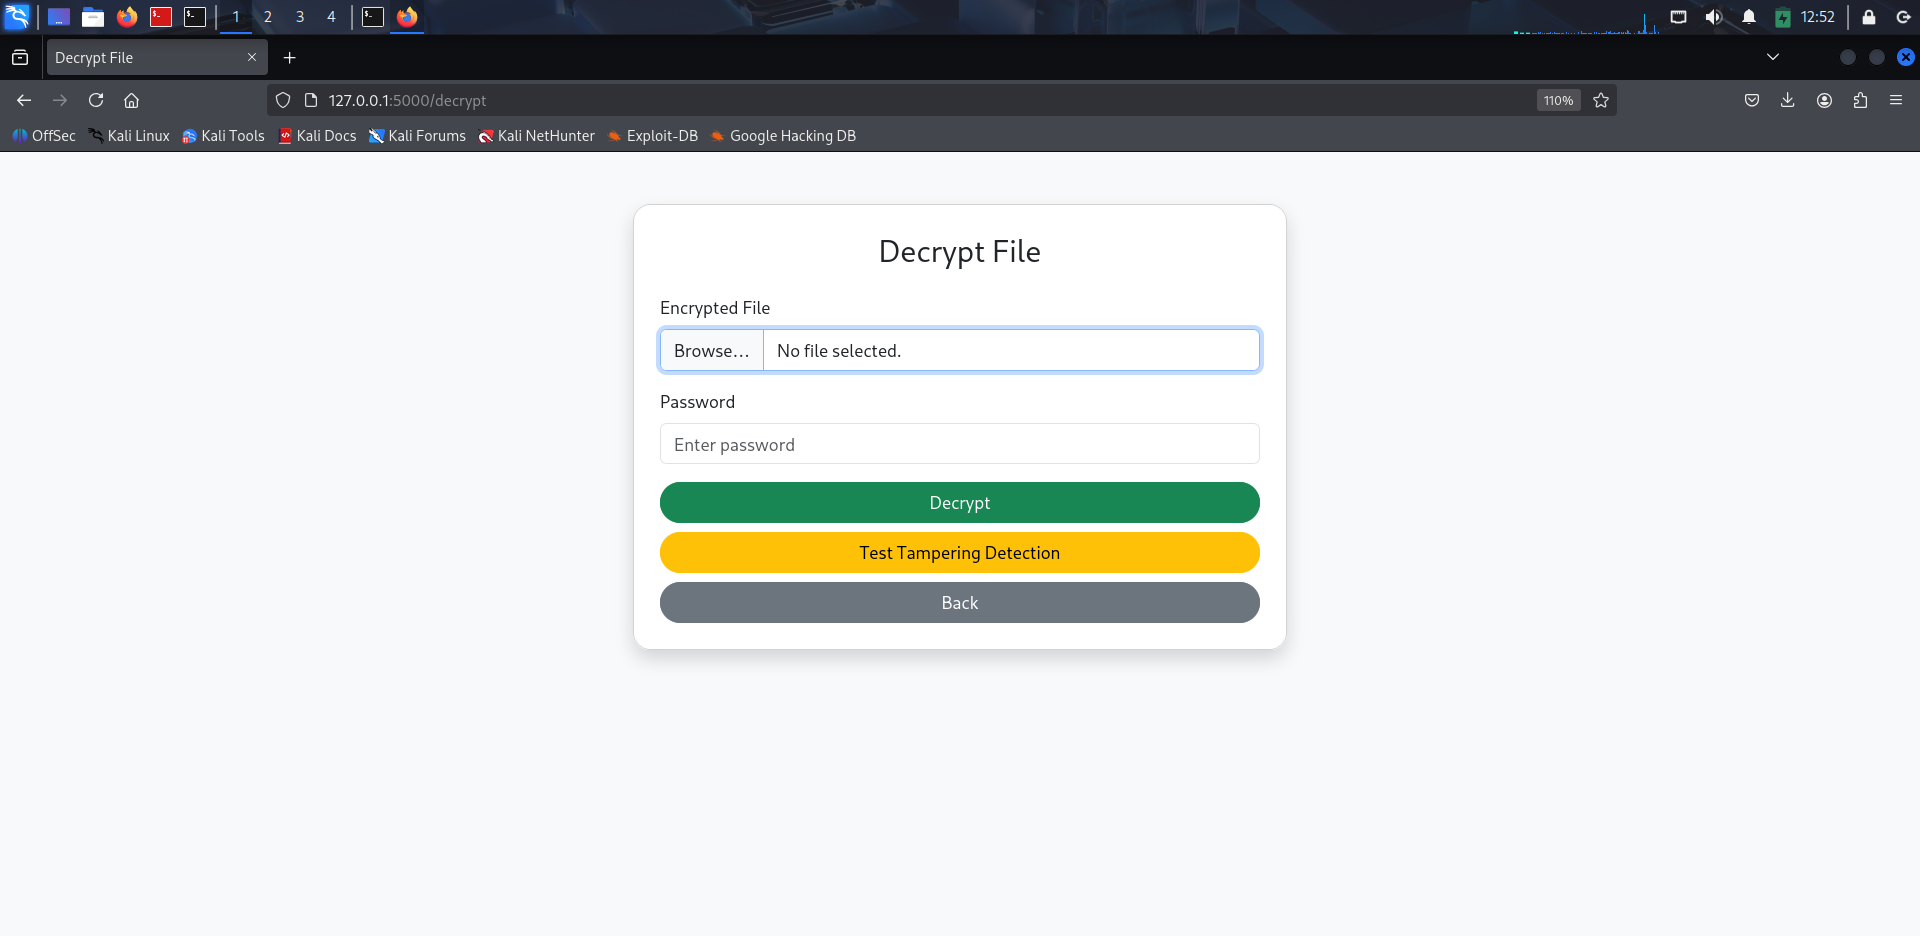 1 2 3 4 12:52
Decrypt File
127.0.0.1:5000/decrypt 110%
OffSec Kali Linux Kali Tools Kali Docs Kali Forums Kali NetHunter Exploit-DB Google Hacking DB
Decrypt File
Encrypted File
Browse... No file selected.
Password
Enter password
Decrypt
Test Tampering Detection
Back